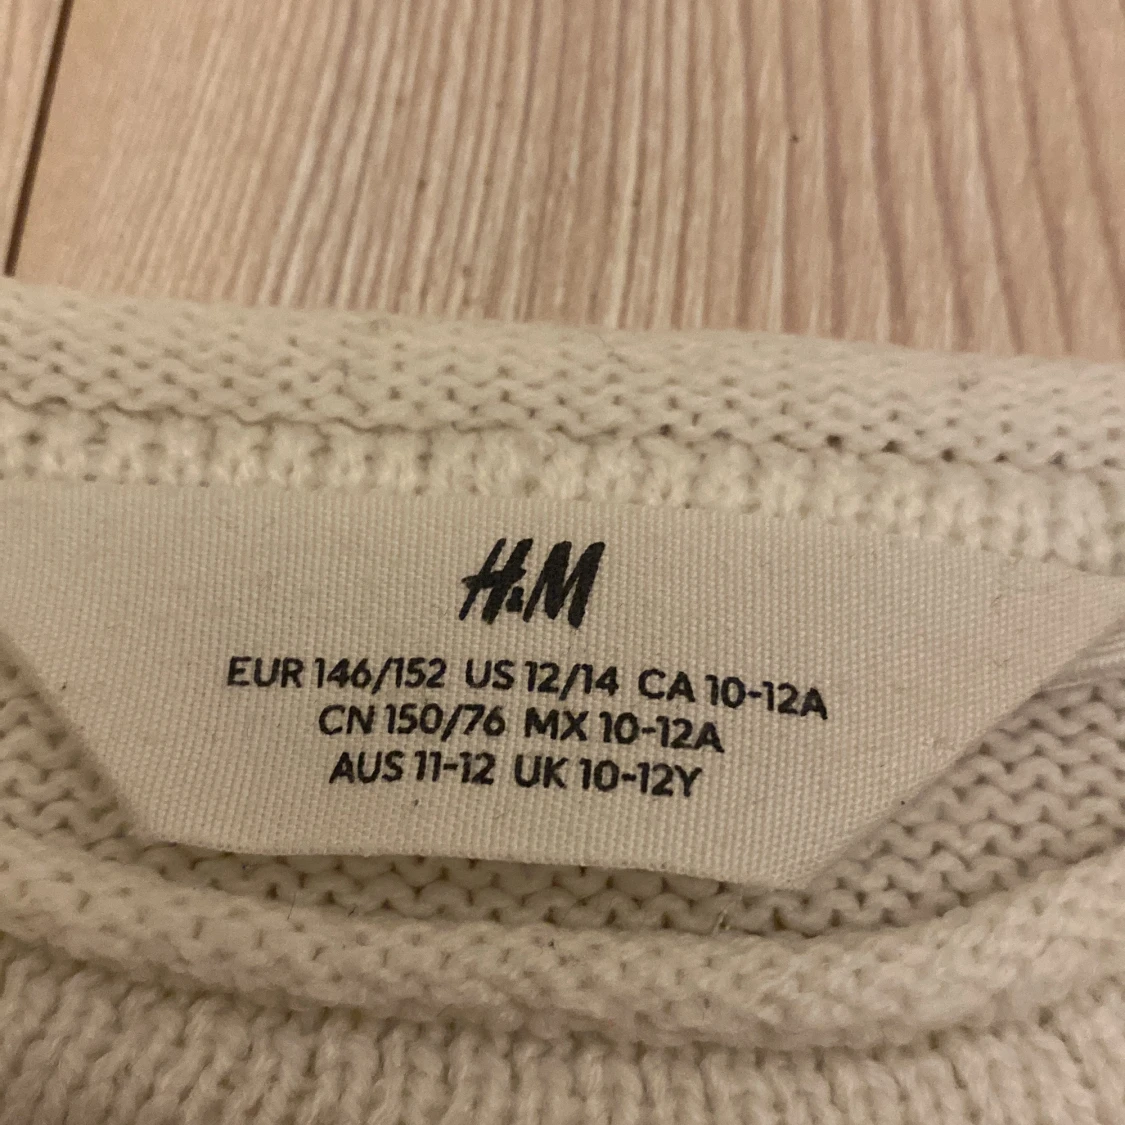 H&M
EUR 146/152 US 12/14 CA 10-12A
CN 150/76 MX 10-12A
AUS 11-12 UK 10-12Y